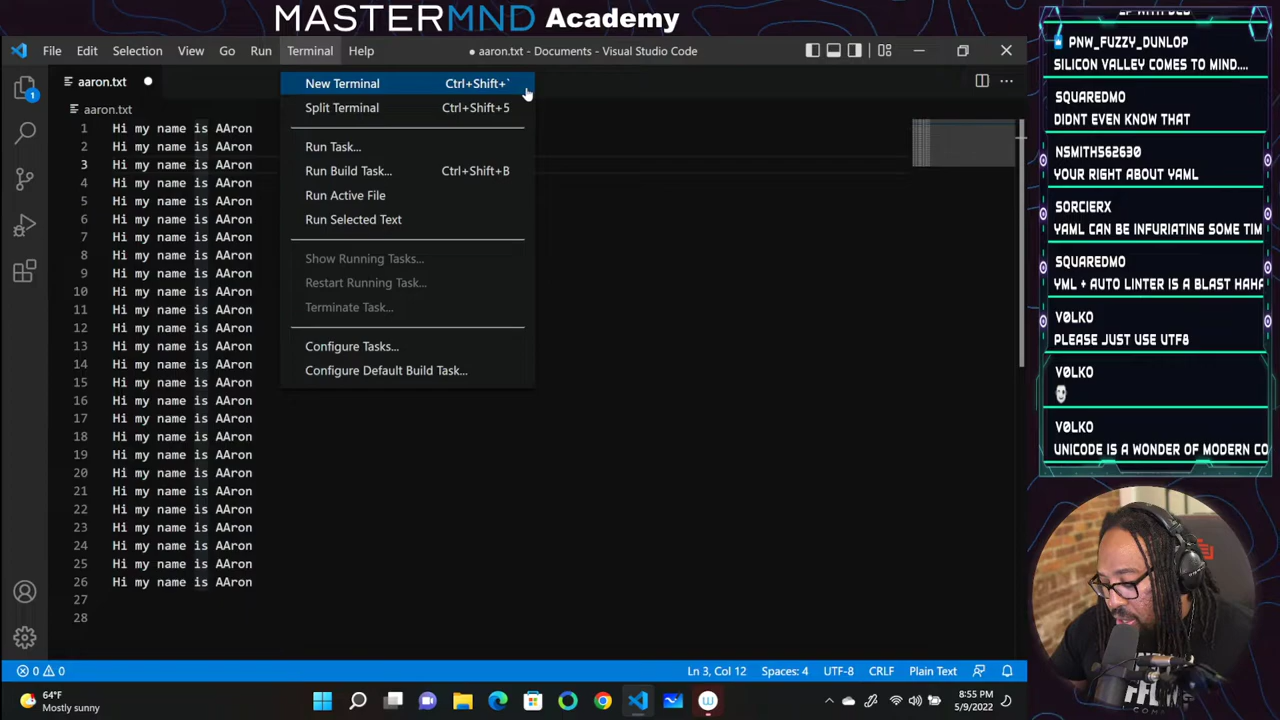 MASTERMND Academy
File Edit Selection View Go Run Terminal Help
● aaron.txt - Documents - Visual Studio Code
aaron.txt
1
aaron.txt
New Terminal Ctrl+Shift+`
Split Terminal Ctrl+Shift+5
Run Task...
Run Build Task... Ctrl+Shift+B
Run Active File
Run Selected Text
Show Running Tasks...
Restart Running Task...
Terminate Task...
Configure Tasks...
Configure Default Build Task...
1 Hi my name is AAron
2 Hi my name is AAron
3 Hi my name is AAron
4 Hi my name is AAron
5 Hi my name is AAron
6 Hi my name is AAron
7 Hi my name is AAron
8 Hi my name is AAron
9 Hi my name is AAron
10 Hi my name is AAron
11 Hi my name is AAron
12 Hi my name is AAron
13 Hi my name is AAron
14 Hi my name is AAron
15 Hi my name is AAron
16 Hi my name is AAron
17 Hi my name is AAron
18 Hi my name is AAron
19 Hi my name is AAron
20 Hi my name is AAron
21 Hi my name is AAron
22 Hi my name is AAron
23 Hi my name is AAron
24 Hi my name is AAron
25 Hi my name is AAron
26 Hi my name is AAron
27
28
0 0
Ln 3, Col 12 Spaces: 4 UTF-8 CRLF Plain Text
64°F
Mostly sunny
8:55 PM
5/9/2022
PNW_FUZZY_DUNLOP
SILICON VALLEY COMES TO MIND....
SQUAREDMO
DIDNT EVEN KNOW THAT
NSMITH562630
YOUR RIGHT ABOUT YAML
SORCIERX
YAML CAN BE INFURIATING SOME TIM
SQUAREDMO
YML + AUTO LINTER IS A BLAST HAHA
V0LKO
PLEASE JUST USE UTF8
V0LKO
V0LKO
UNICODE IS A WONDER OF MODERN CO